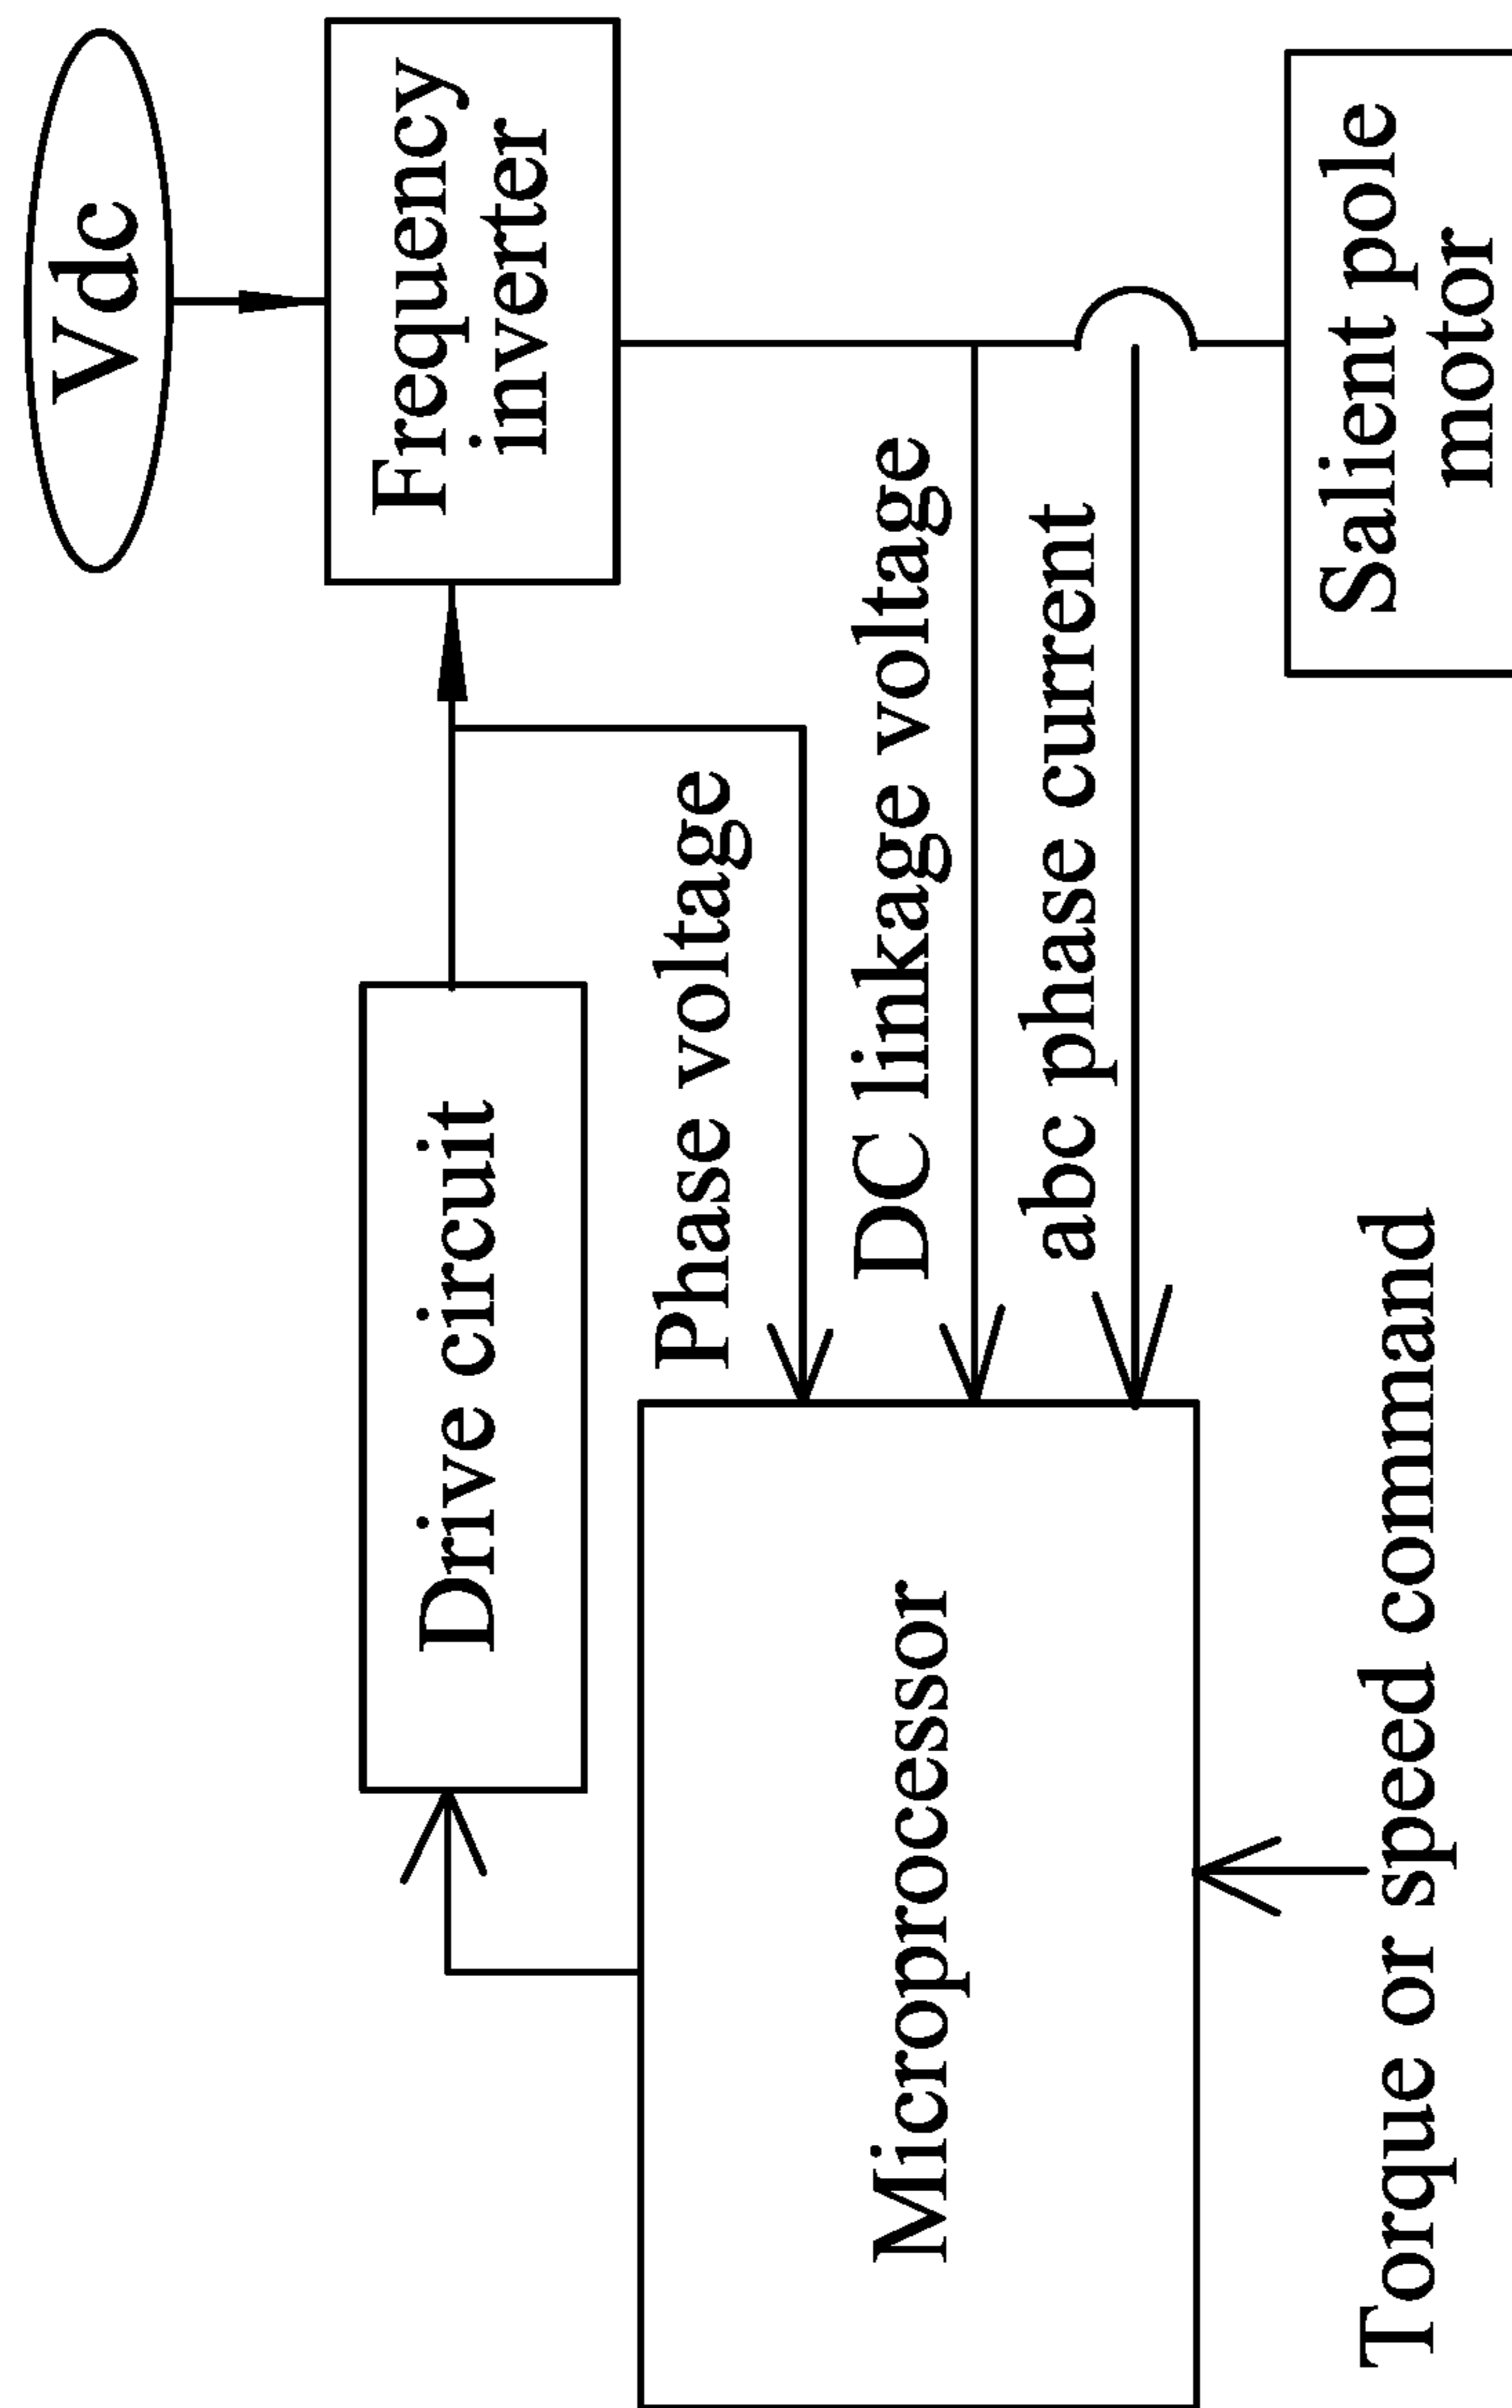 Vdc
Frequency
inverter
Drive circuit
Phase voltage
DC linkage voltage
abc phase current
Microprocessor
Salient pole
motor
Torque or speed command